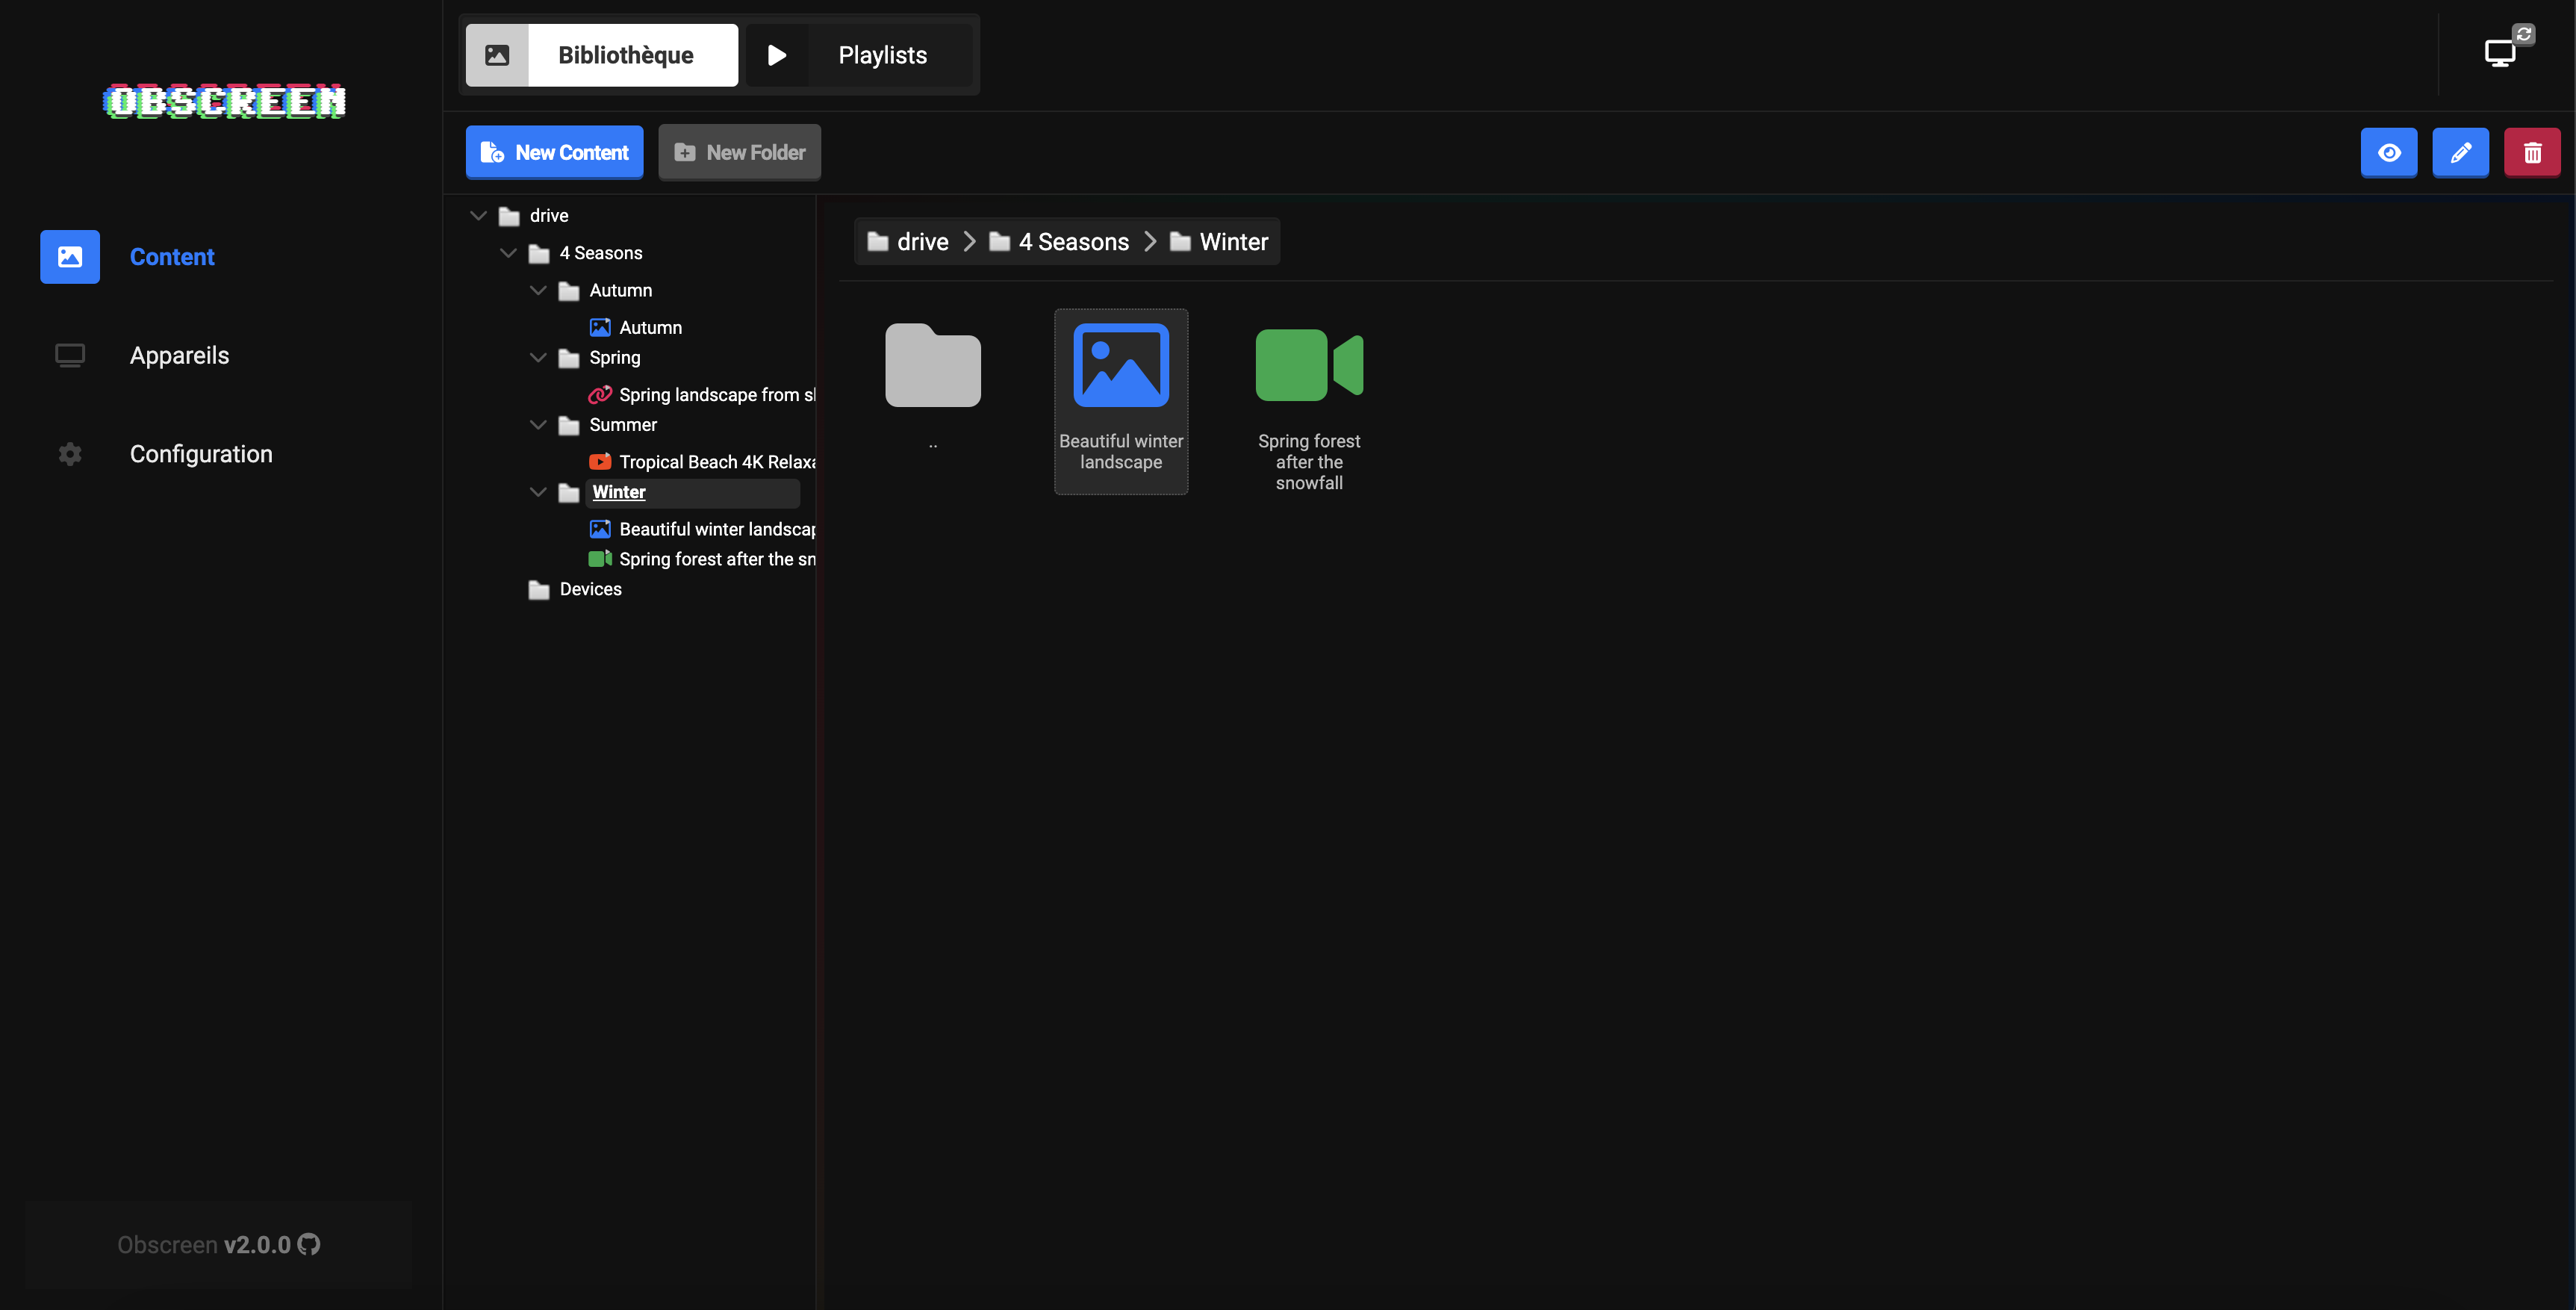 OBSCREEN
Content
Appareils
Configuration
Obscreen v2.0.0
Bibliothèque
Playlists
New Content
New Folder
drive
4 Seasons
Autumn
Autumn
Spring
Spring landscape from sl
Summer
Tropical Beach 4K Relaxa
Winter
Beautiful winter landscap
Spring forest after the sn
Devices
drive
4 Seasons
Winter
..
Beautiful winter
landscape
Spring forest
after the
snowfall